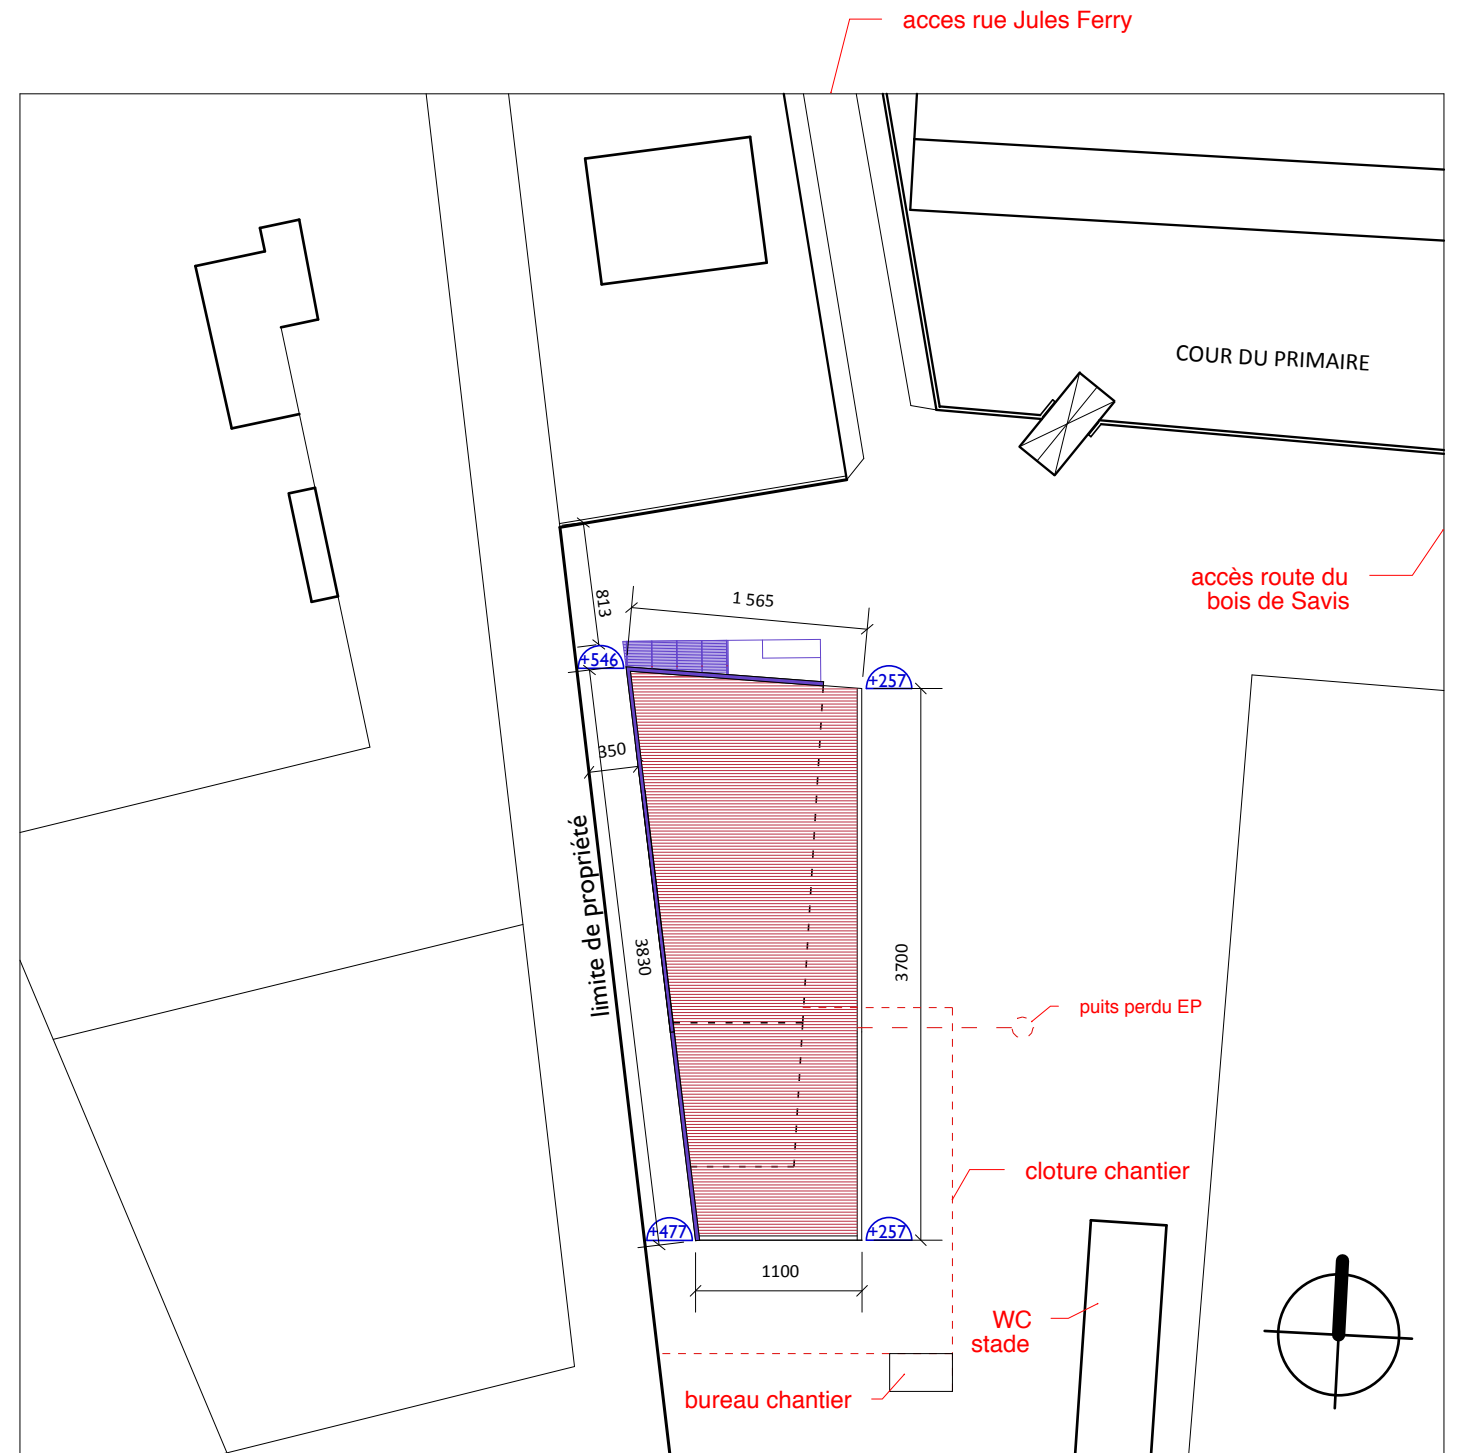 acces rue Jules Ferry
COUR DU PRIMAIRE
accès route du
bois de Savis
813
1 565
+546
+257
350
limite de propriété
3830
3700
puits perdu EP
cloture chantier
+477
+257
1100
WC
stade
bureau chantier